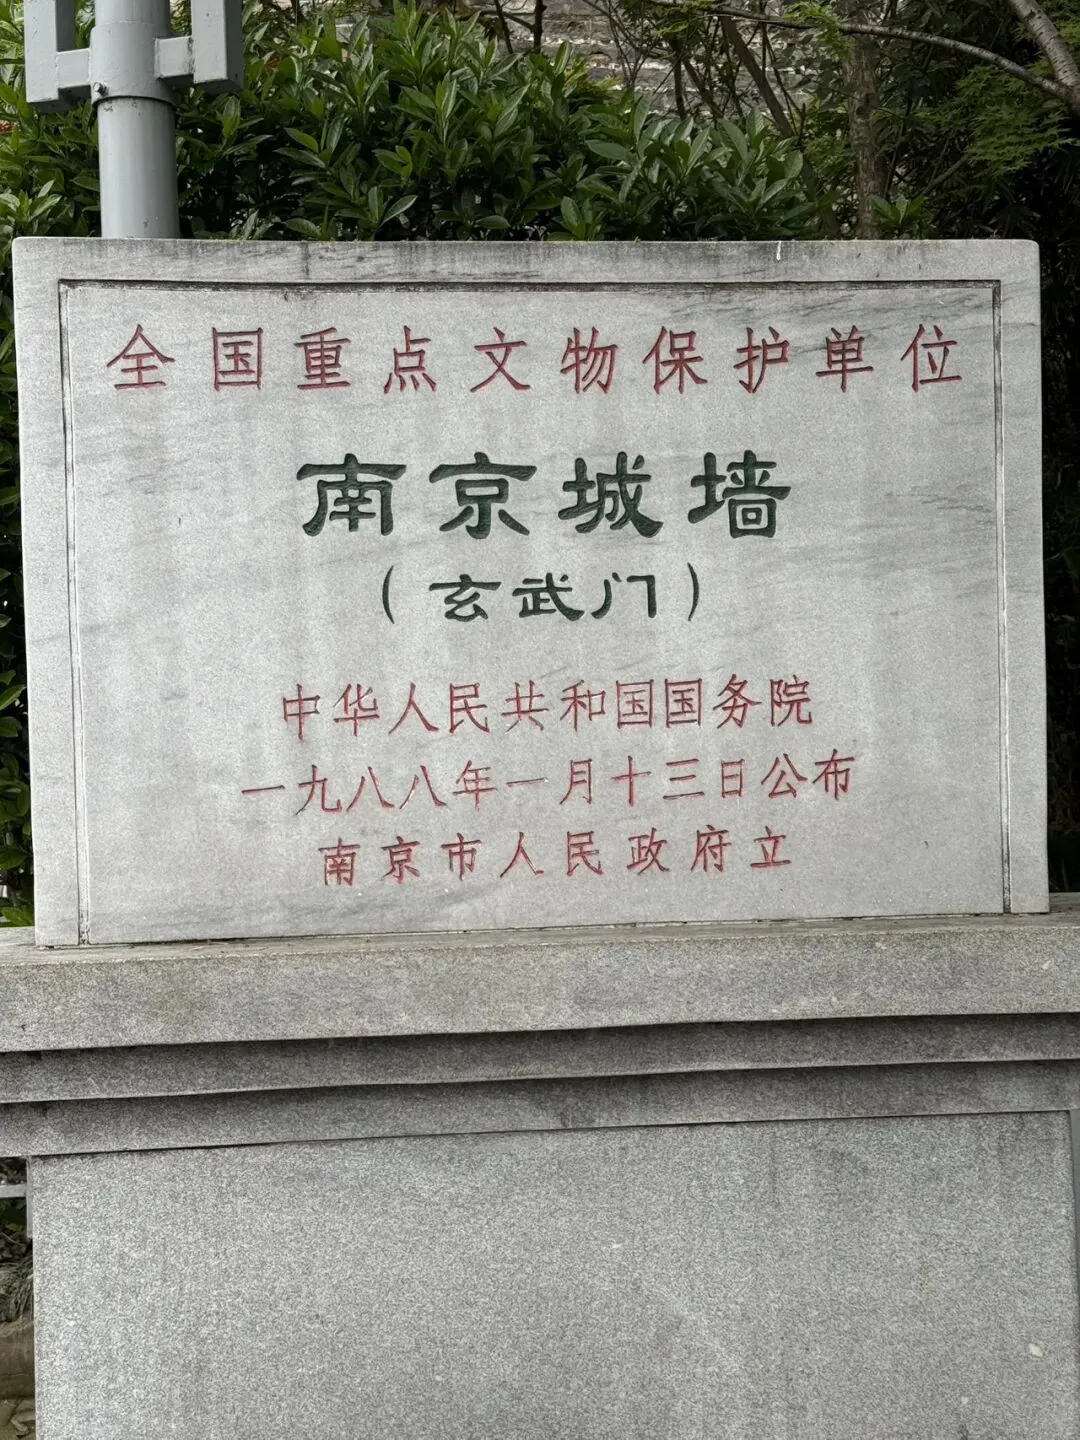 全国重点文物保护单位
南京城墙
（玄武门）
中华人民共和国国务院
一九八八年一月十三日公布
南京市人民政府立